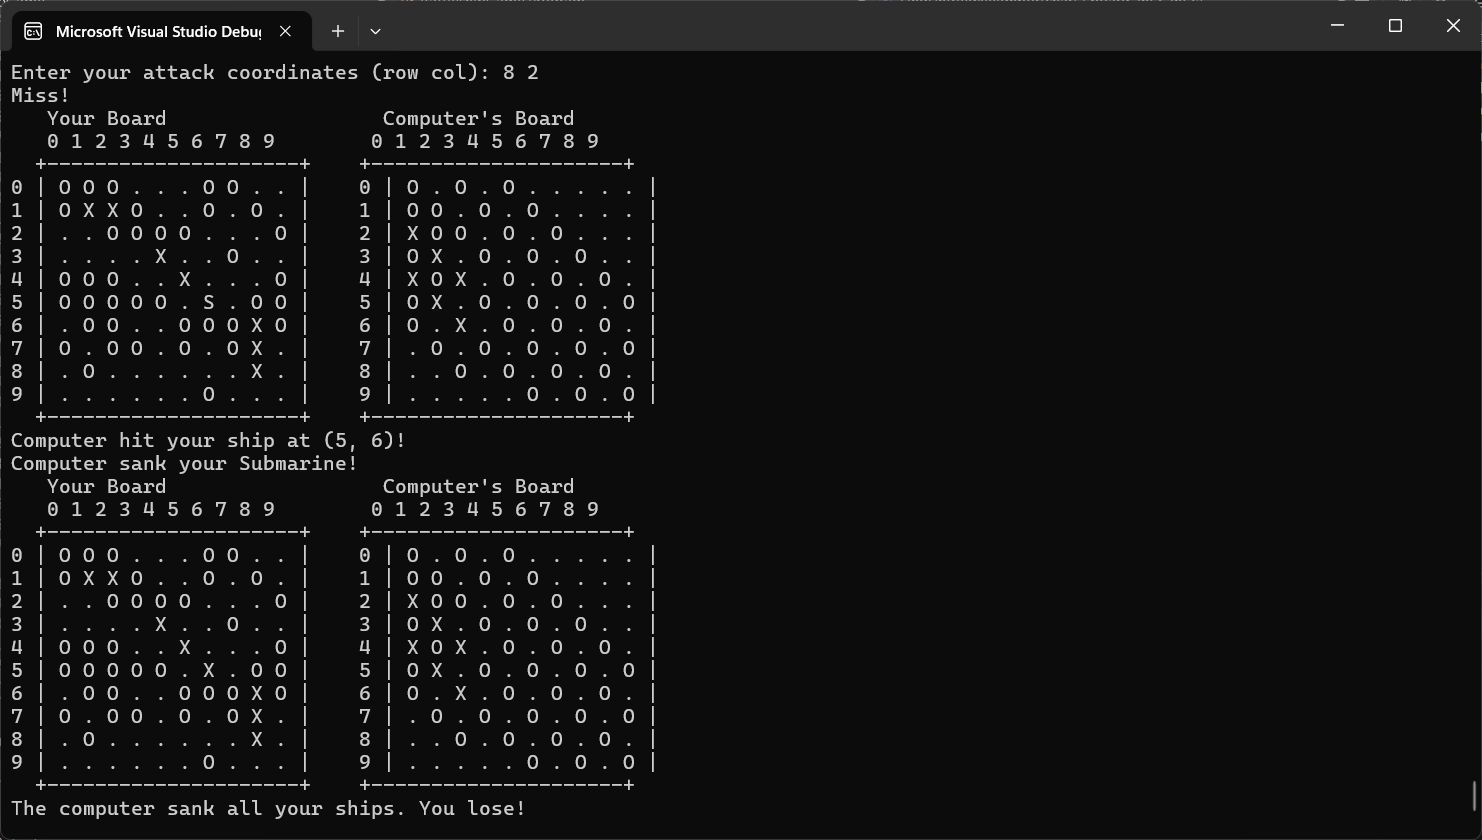 Microsoft Visual Studio Debug
Enter your attack coordinates (row col): 8 2
Miss!
   Your Board                  Computer's Board
   0 1 2 3 4 5 6 7 8 9        0 1 2 3 4 5 6 7 8 9
  +---------------------+    +---------------------+
0 | O O O . . . O O . . |    0 | O . O . O . . . . . |
1 | O X X O . . O . O . |    1 | O O . O . O . . . . |
2 | . . O O O O . . . O |    2 | X O O . O . O . . . |
3 | . . . . X . . O . . |    3 | O X . O . O . O . . |
4 | O O O . . X . . . O |    4 | X O X . O . O . O . |
5 | O O O O O . S . O O |    5 | O X . O . O . O . O |
6 | . O O . . O O O X O |    6 | O . X . O . O . O . |
7 | O . O O . O . O X . |    7 | . O . O . O . O . O |
8 | . O . . . . . . X . |    8 | . . O . O . O . O . |
9 | . . . . . . O . . . |    9 | . . . . . O . O . O |
  +---------------------+    +---------------------+
Computer hit your ship at (5, 6)!
Computer sank your Submarine!
   Your Board                  Computer's Board
   0 1 2 3 4 5 6 7 8 9        0 1 2 3 4 5 6 7 8 9
  +---------------------+    +---------------------+
0 | O O O . . . O O . . |    0 | O . O . O . . . . . |
1 | O X X O . . O . O . |    1 | O O . O . O . . . . |
2 | . . O O O O . . . O |    2 | X O O . O . O . . . |
3 | . . . . X . . O . . |    3 | O X . O . O . O . . |
4 | O O O . . X . . . O |    4 | X O X . O . O . O . |
5 | O O O O O . X . O O |    5 | O X . O . O . O . O |
6 | . O O . . O O O X O |    6 | O . X . O . O . O . |
7 | O . O O . O . O X . |    7 | . O . O . O . O . O |
8 | . O . . . . . . X . |    8 | . . O . O . O . O . |
9 | . . . . . . O . . . |    9 | . . . . . O . O . O |
  +---------------------+    +---------------------+
The computer sank all your ships. You lose!